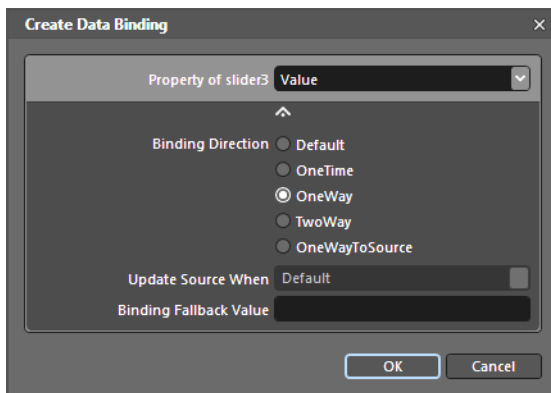 Create Data Binding
Property of slider3 Value
Binding Direction Default
OneTime
OneWay
TwoWay
OneWayToSource
Update Source When Default
Binding Fallback Value
OK Cancel